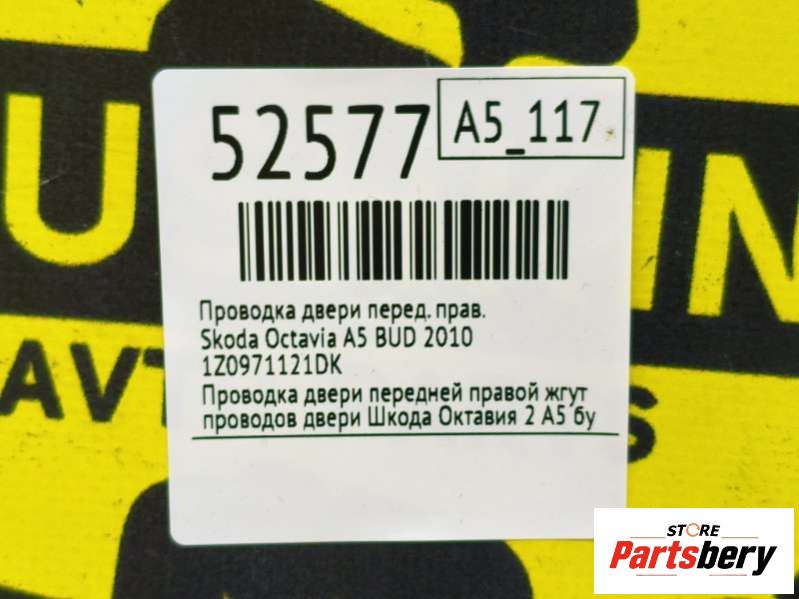 52577
A5_117
Проводка двери перед. прав.
Skoda Octavia A5 BUD 2010
1Z0971121DK
Проводка двери передней правой жгут
проводов двери Шкода Октавия 2 А5 бу
STORE
Partsbery